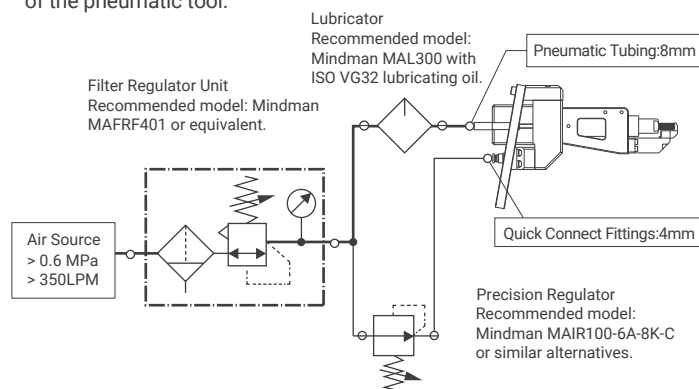 of the pneumatic tool.
Lubricator
Recommended model:
Mindman MAL300 with
ISO VG32 lubricating oil.
Pneumatic Tubing:8mm
Filter Regulator Unit
Recommended model: Mindman
MAFRF401 or equivalent.
Air Source
> 0.6 MPa
> 350LPM
Quick Connect Fittings:4mm
Precision Regulator
Recommended model:
Mindman MAIR100-6A-8K-C
or similar alternatives.